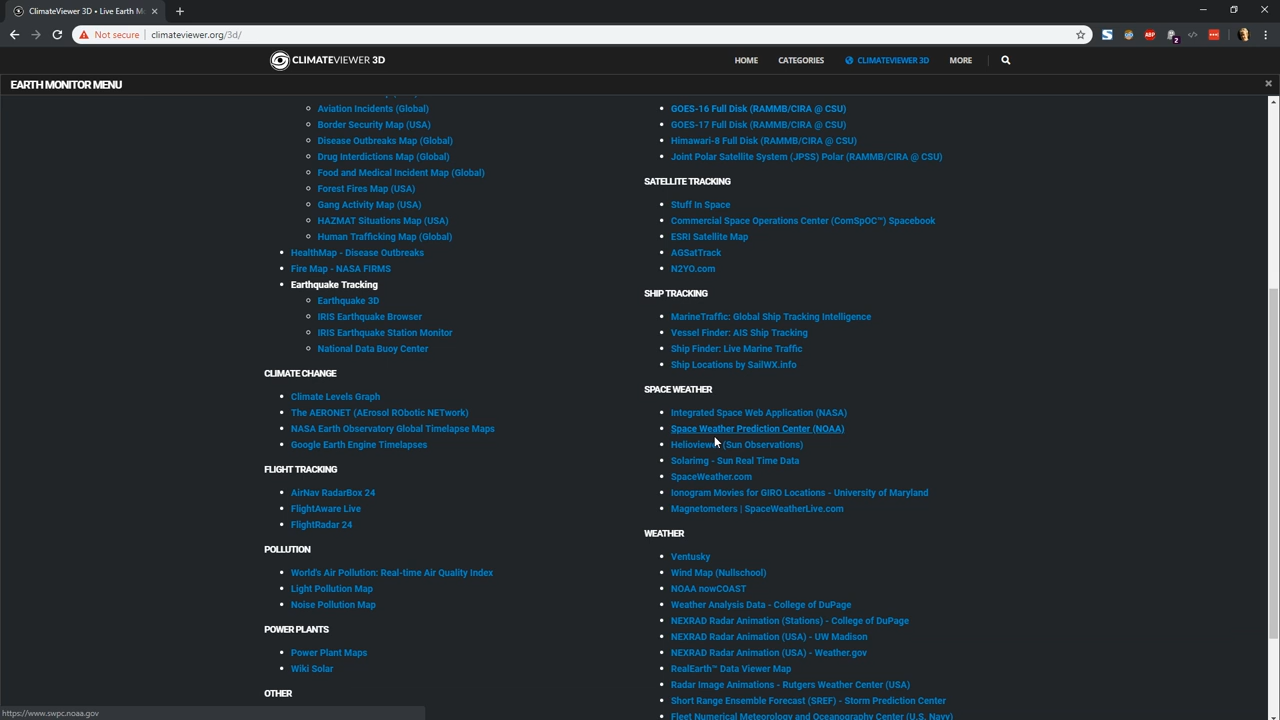 ClimateViewer 3D • Live Earth M
Not secure
climateviewer.org/3d/
ABP
2
CLIMATEVIEWER 3D
HOME
CATEGORIES
CLIMATEVIEWER 3D
MORE
EARTH MONITOR MENU
Aviation Incidents (Global)
Border Security Map (USA)
Disease Outbreaks Map (Global)
Drug Interdictions Map (Global)
Food and Medical Incident Map (Global)
Forest Fires Map (USA)
Gang Activity Map (USA)
HAZMAT Situations Map (USA)
Human Trafficking Map (Global)
HealthMap - Disease Outbreaks
Fire Map - NASA FIRMS
Earthquake Tracking
Earthquake 3D
IRIS Earthquake Browser
IRIS Earthquake Station Monitor
National Data Buoy Center
CLIMATE CHANGE
Climate Levels Graph
The AERONET (AErosol RObotic NETwork)
NASA Earth Observatory Global Timelapse Maps
Google Earth Engine Timelapses
FLIGHT TRACKING
AirNav RadarBox 24
FlightAware Live
FlightRadar 24
POLLUTION
World's Air Pollution: Real-time Air Quality Index
Light Pollution Map
Noise Pollution Map
POWER PLANTS
Power Plant Maps
Wiki Solar
OTHER
GOES-16 Full Disk (RAMMB/CIRA @ CSU)
GOES-17 Full Disk (RAMMB/CIRA @ CSU)
Himawari-8 Full Disk (RAMMB/CIRA @ CSU)
Joint Polar Satellite System (JPSS) Polar (RAMMB/CIRA @ CSU)
SATELLITE TRACKING
Stuff In Space
Commercial Space Operations Center (ComSpOC™) Spacebook
ESRI Satellite Map
AGSatTrack
N2YO.com
SHIP TRACKING
MarineTraffic: Global Ship Tracking Intelligence
Vessel Finder: AIS Ship Tracking
Ship Finder: Live Marine Traffic
Ship Locations by SailWX.info
SPACE WEATHER
Integrated Space Web Application (NASA)
Space Weather Prediction Center (NOAA)
Helioviewer (Sun Observations)
Solarimg - Sun Real Time Data
SpaceWeather.com
Ionogram Movies for GIRO Locations - University of Maryland
Magnetometers | SpaceWeatherLive.com
WEATHER
Ventusky
Wind Map (Nullschool)
NOAA nowCOAST
Weather Analysis Data - College of DuPage
NEXRAD Radar Animation (Stations) - College of DuPage
NEXRAD Radar Animation (USA) - UW Madison
NEXRAD Radar Animation (USA) - Weather.gov
RealEarth™ Data Viewer Map
Radar Image Animations - Rutgers Weather Center (USA)
Short Range Ensemble Forecast (SREF) - Storm Prediction Center
Fleet Numerical Meteorology and Oceanography Center (U.S. Navy)
https://www.swpc.noaa.gov